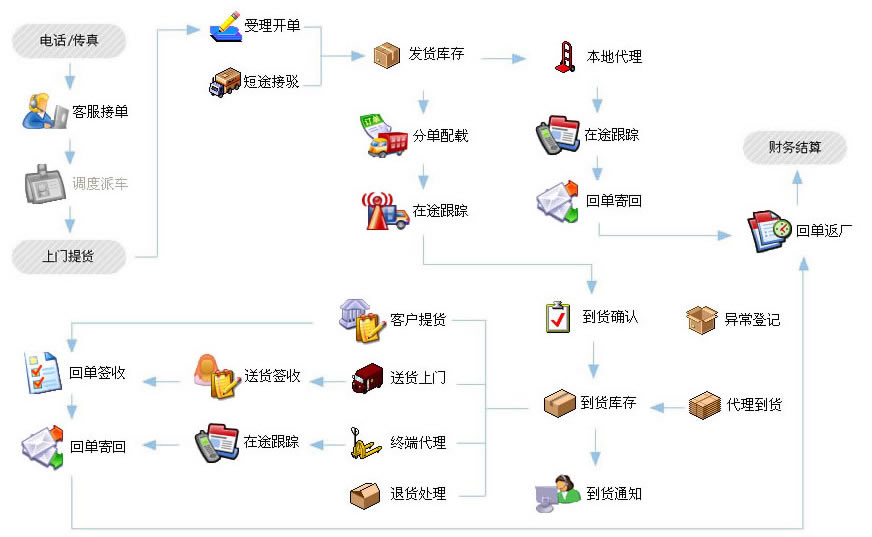 电话/传真
客服接单
调度派车
上门提货
受理开单
短途接驳
发货库存
本地代理
订单
分单配载
在途跟踪
在途跟踪
回单寄回
财务结算
回单返厂
到货确认
异常登记
到货库存
代理到货
到货通知
客户提货
送货上门
终端代理
退货处理
送货签收
在途跟踪
回单签收
回单寄回